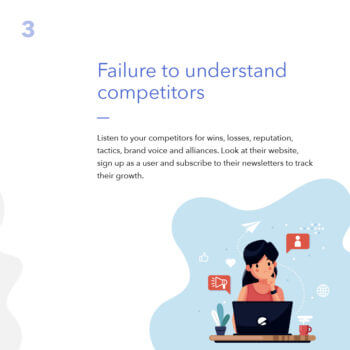 3
Failure to understand
competitors
Listen to your competitors for wins, losses, reputation,
tactics, brand voice and alliances. Look at their website,
sign up as a user and subscribe to their newsletters to track
their growth.